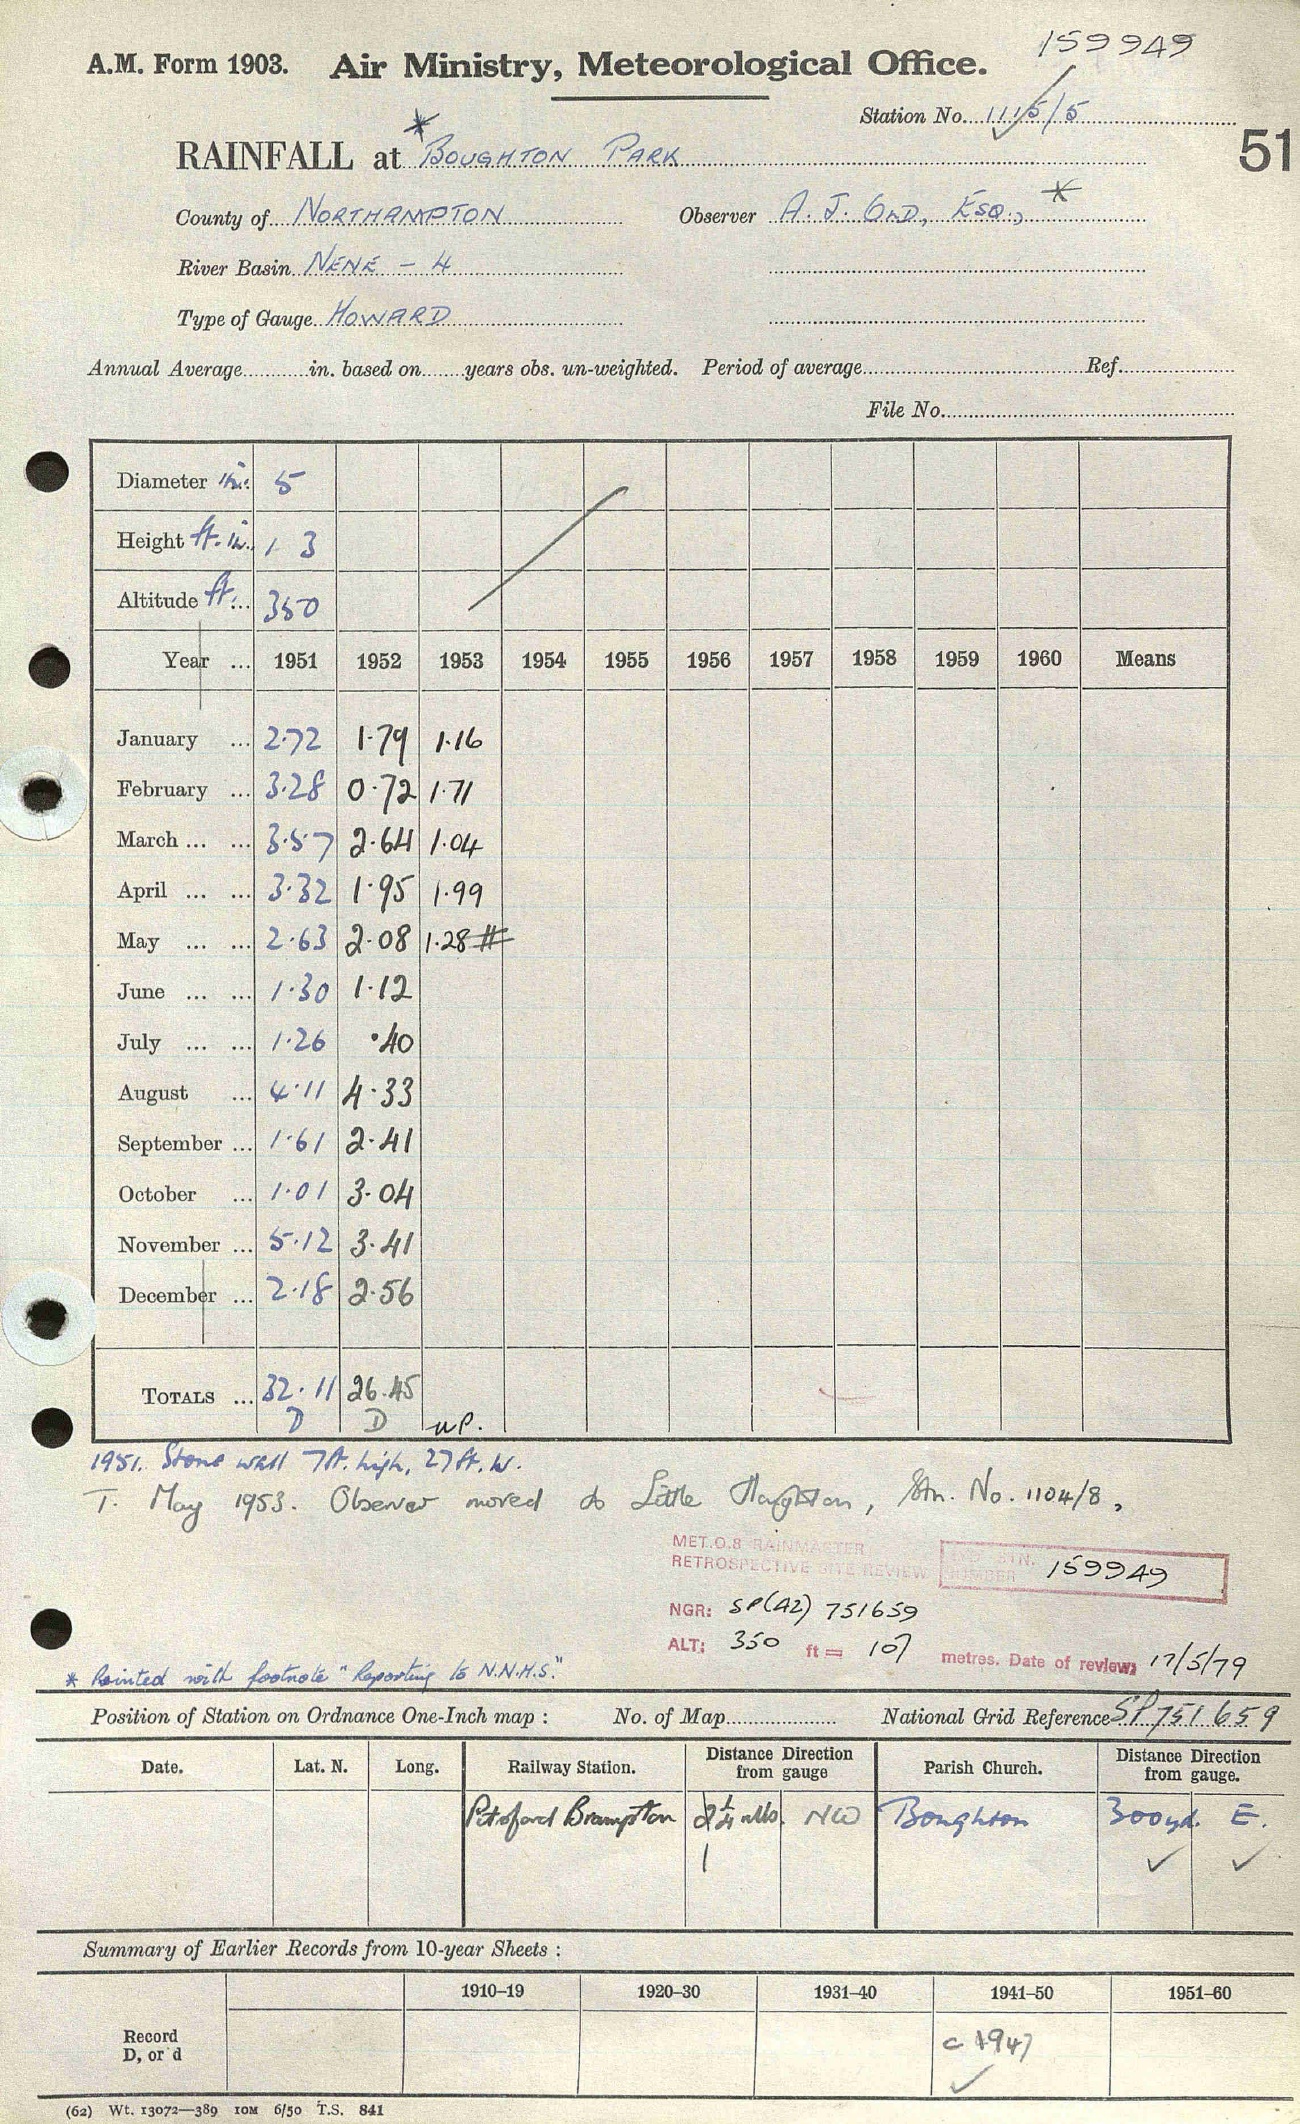 159949
A.M. Form 1903. Air Ministry, Meteorological Office.
Station No. 1115/5
51
* RAINFALL at BOUGHTON PARK
County of NORTHAMPTON Observer A. J. ORD, ESQ., *
River Basin NENE - 4
Type of Gauge HOWARD
Annual Average in. based on years obs. un-weighted. Period of average Ref.
File No.
Diameter in. 5
Height ft. in. 1 3
Altitude ft. 350
Year ... 1951 1952 1953 1954 1955 1956 1957 1958 1959 1960 Means
January ... 2.72 1.79 1.16
February ... 3.28 0.72 1.71
March ... ... 3.57 2.64 1.04
April ... ... 3.32 1.95 1.99
May ... ... 2.63 2.08 1.28 #
June ... ... 1.30 1.12
July ... ... 1.26 .40
August ... 4.11 4.33
September ... 1.61 2.41
October ... 1.01 3.04
November ... 5.12 3.41
December ... 2.18 2.56
TOTALS ... 32.11 26.45
D D
1951. Stone wall 7ft. high, 27ft. W.
T. May 1953. Observer moved to Little Houghton, Stn. No. 1104/8,
MET.O.8 RAINMASTER
RETROSPECTIVE SITE REVIEW STN. NUMBER 159949
NGR: SP(42) 751659
ALT: 350 ft = 107 metres. Date of review: 17/5/79
* Printed with footnote "Reporting to N.N.H.S."
Position of Station on Ordnance One-Inch map : No. of Map National Grid Reference SP 751659
Date. Lat. N. Long. Railway Station. Distance Direction from gauge Parish Church. Distance Direction from gauge.
Pitsford Brampton 2¼ mls. NW Boughton 300yd. E.
Summary of Earlier Records from 10-year Sheets :
1910–19 1920–30 1931–40 1941–50 1951–60
Record
D, or d
c 1947
(62) Wt. 13072—389 10M 6/50 T.S. 841